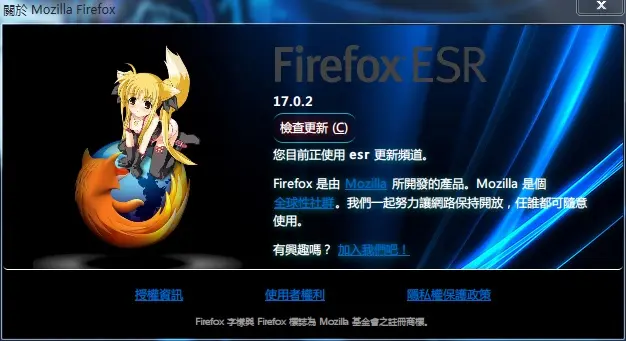 關於 Mozilla Firefox
Firefox ESR
17.0.2
檢查更新 (C)
您目前正使用 esr 更新頻道。
Firefox 是由 Mozilla 所開發的產品。Mozilla 是個
全球性社群。我們一起努力讓網路保持開放，任誰都可隨意
使用。
有興趣嗎？ 加入我們吧！
授權資訊 使用者權利 隱私權保護政策
Firefox 字樣與 Firefox 標誌為 Mozilla 基金會之註冊商標。